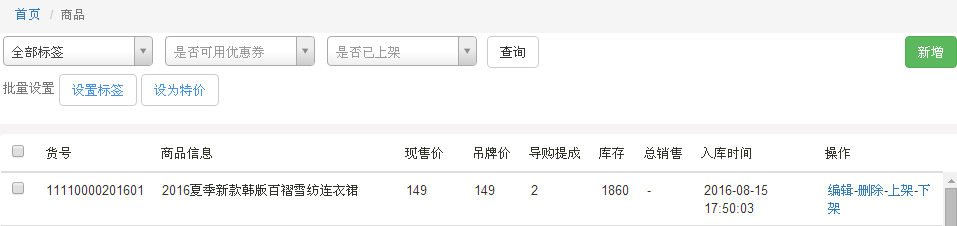 首页 / 商品
全部标签 是否可用优惠券 是否已上架 查询 新增
批量设置 设置标签 设为特价
货号 商品信息 现售价 吊牌价 导购提成 库存 总销售 入库时间 操作
11110000201601 2016夏季新款韩版百褶雪纺连衣裙 149 149 2 1860 - 2016-08-15 编辑-删除-上架-下
17:50:03 架